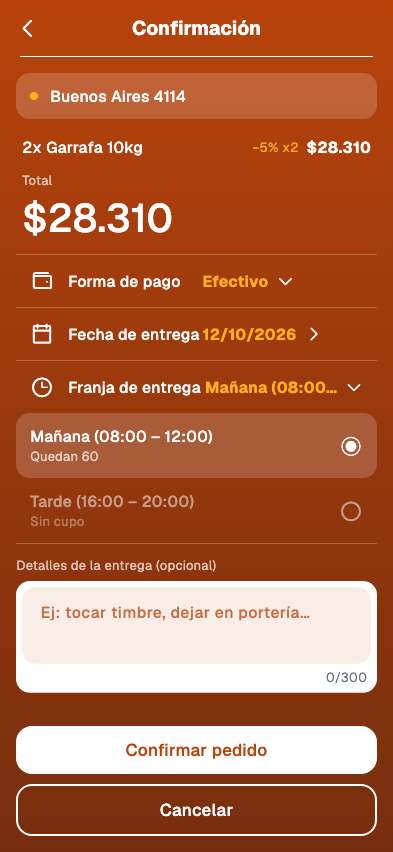 Confirmación
Buenos Aires 4114
2x Garrafa 10kg −5% x2 $28.310
Total
$28.310
Forma de pago Efectivo
Fecha de entrega 12/10/2026
Franja de entrega Mañana (08:00...
Mañana (08:00 – 12:00)
Quedan 60
Tarde (16:00 – 20:00)
Sin cupo
Detalles de la entrega (opcional)
Ej: tocar timbre, dejar en portería...
0/300
Confirmar pedido
Cancelar